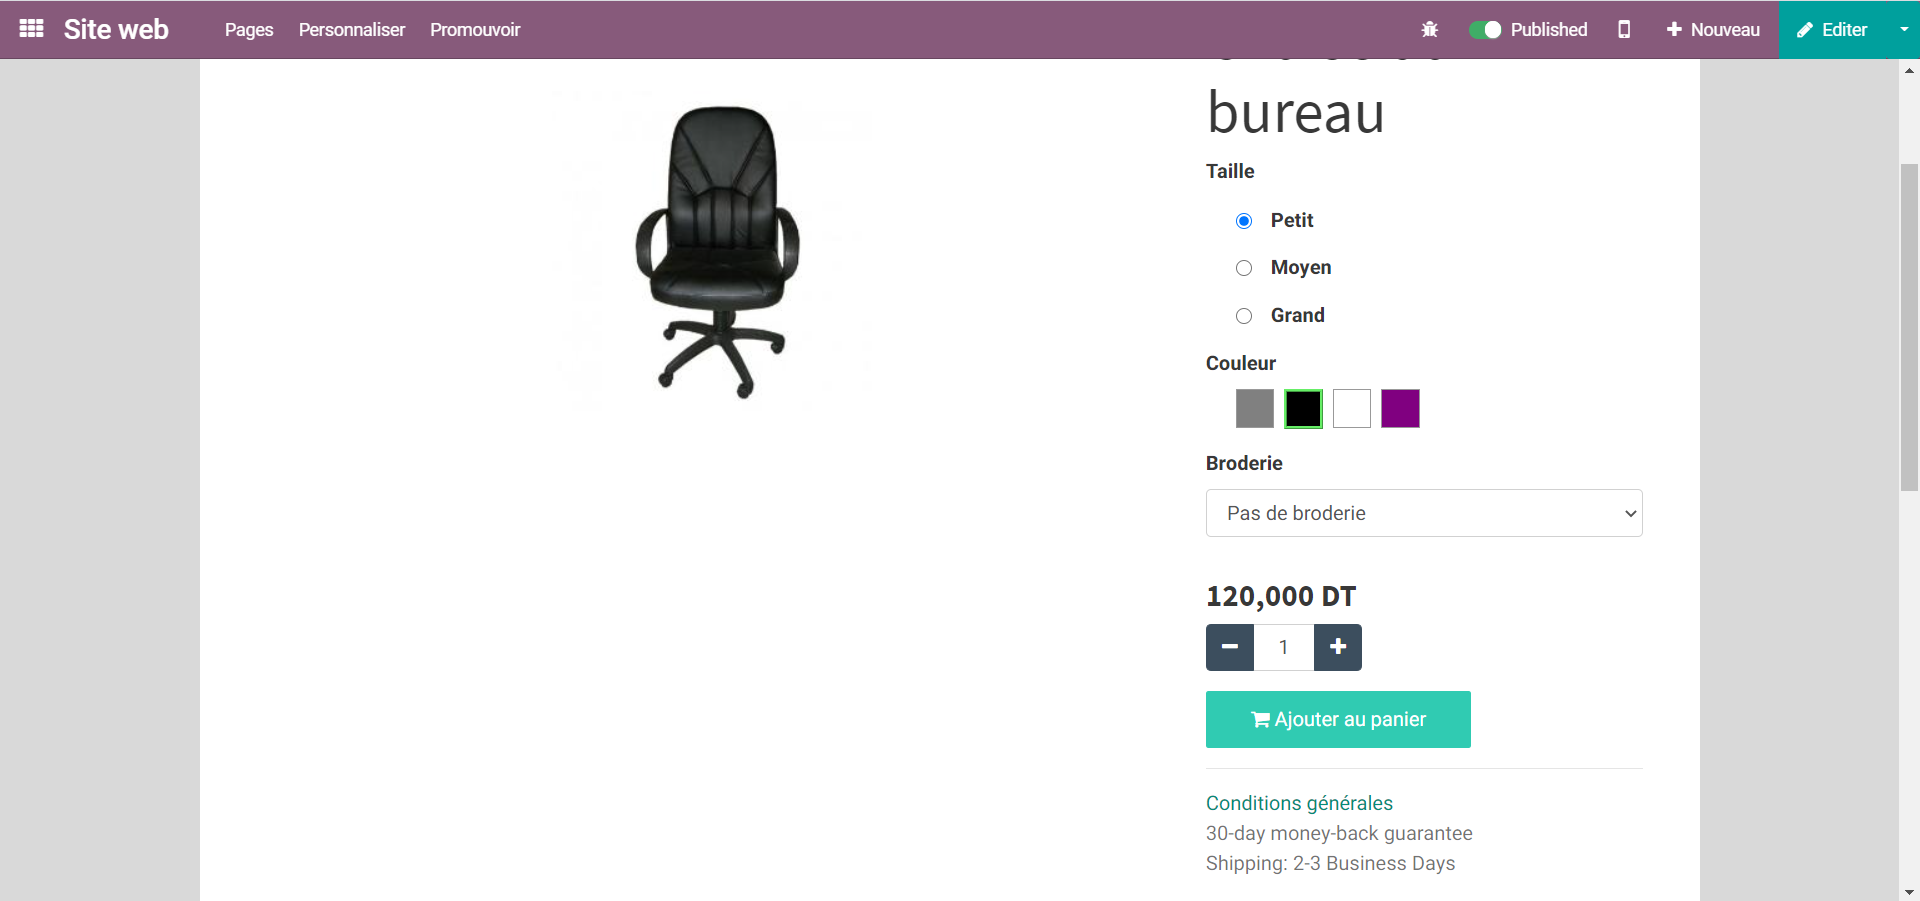 Site web
Pages Personnaliser Promouvoir
Published
Nouveau
Editer
bureau
Taille
Petit
Moyen
Grand
Couleur
Broderie
Pas de broderie
120,000 DT
1
Ajouter au panier
Conditions générales
30-day money-back guarantee
Shipping: 2-3 Business Days